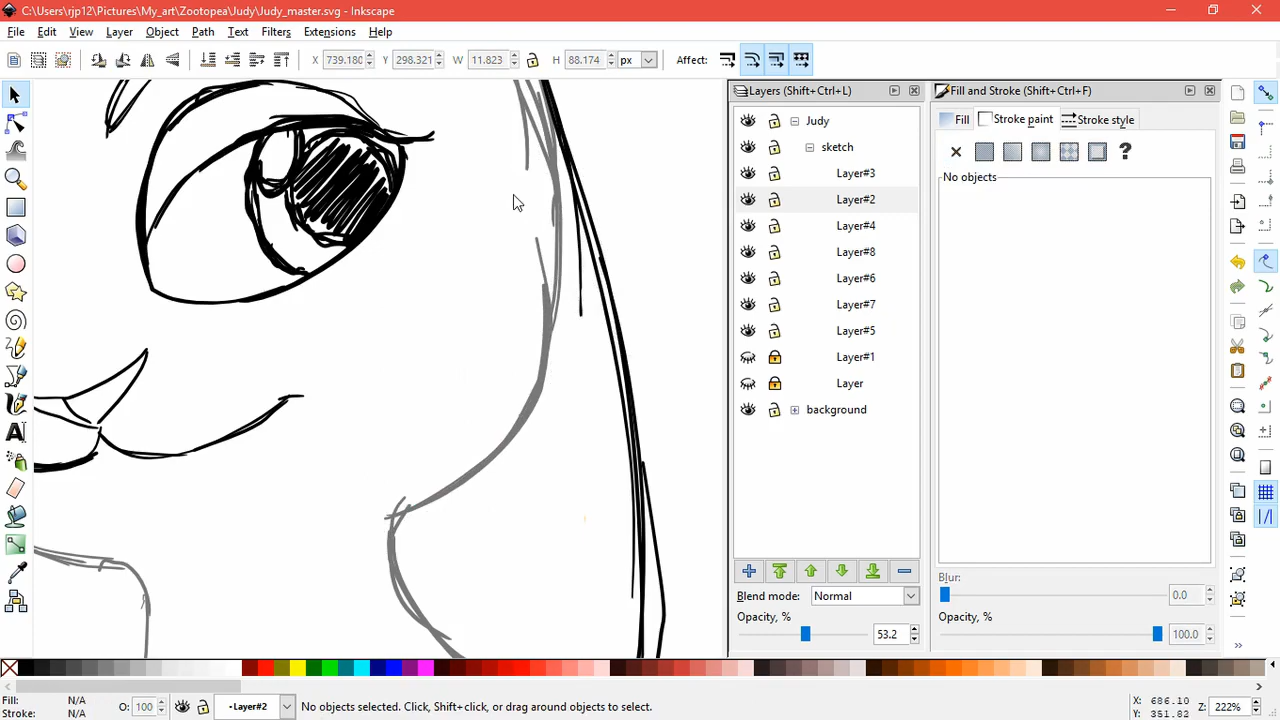 C:\Users\rjp12\Pictures\My_art\Zootopea\Judy\Judy_master.svg - Inkscape
File Edit View Layer Object Path Text Filters Extensions Help
X Y 298.321 W 11.823 H 88.174 px Affect:
Layers (Shift+Ctrl+L) Fill and Stroke (Shift+Ctrl+F)
Judy Fill Stroke paint Stroke style
sketch ?
Layer#3 No objects
Layer#2
Layer#4
Layer#8
Layer#6
Layer#7
Layer#5
Layer#1
Layer
background
Blur:
Blend mode: Normal 0.0
Opacity, % Opacity, %
53.2 100.0
Fill: N/A O: 100 •Layer#2 No objects selected. Click, Shift+click, or drag around objects to select. X: 686.10 Z: 222%
Stroke: N/A Y: 351.82